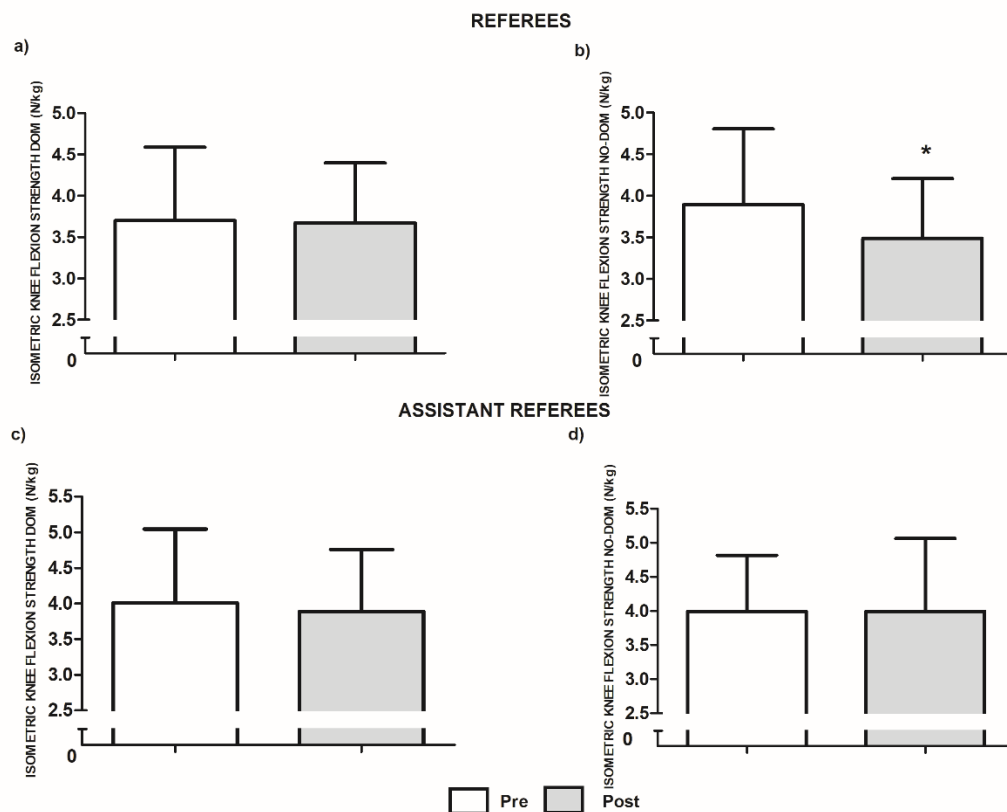 REFEREES
a)
ISOMETRIC KNEE FLEXION STRENGTH DOM (N/kg)
5.0
4.5
4.0
3.5
3.0
2.5
0
b)
ISOMETRIC KNEE FLEXION STRENGTH NO-DOM (N/kg)
5.0
4.5
4.0
3.5
3.0
2.5
0
*
ASSISTANT REFEREES
c)
ISOMETRIC KNEE FLEXION STRENGTH DOM (N/kg)
5.5
5.0
4.5
4.0
3.5
3.0
2.5
0
d)
ISOMETRIC KNEE FLEXION STRENGTH NO-DOM (N/kg)
5.5
5.0
4.5
4.0
3.5
3.0
2.5
0
Pre Post